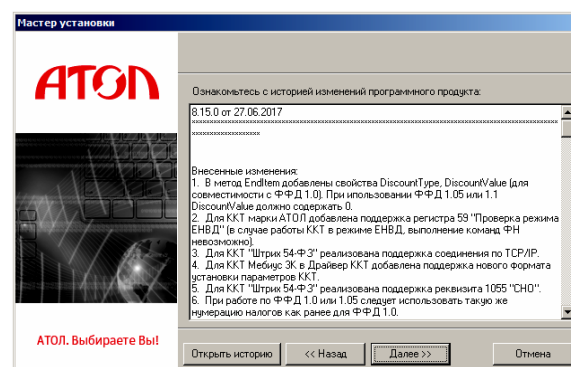 Мастер установки
АТОЛ
Ознакомьтесь с историей изменений программного продукта:
8.15.0 от 27.06.2017
Внесенные изменения:
1. В метод EndItem добавлены свойства DiscountType, DiscountValue (для
совместимости с ФФД 1.0). При ипользовании ФФД 1.05 или 1.1
DiscountValue должно содержать 0.
2. Для ККТ марки АТОЛ добавлена поддержка регистра 59 "Проверка режима
ЕНВД" (в случае работы ККТ в режиме ЕНВД, выполнение команд ФН
невозможно).
3. Для ККТ "Штрих 54-ФЗ" реализована поддержка соединения по TCP/IP.
4. Для ККТ Мебиус 3К в Драйвер ККТ добавлена поддержка нового формата
установки параметров ККТ.
5. Для ККТ "Штрих 54-ФЗ" реализована поддержка реквизита 1055 "СНО".
6. При работе по ФФД 1.0 или 1.05 следует использовать такую же
нумерацию налогов как ранее для ФФД 1.0.
АТОЛ. Выбираете Вы!
Открыть историю
<< Назад
Далее >>
Отмена